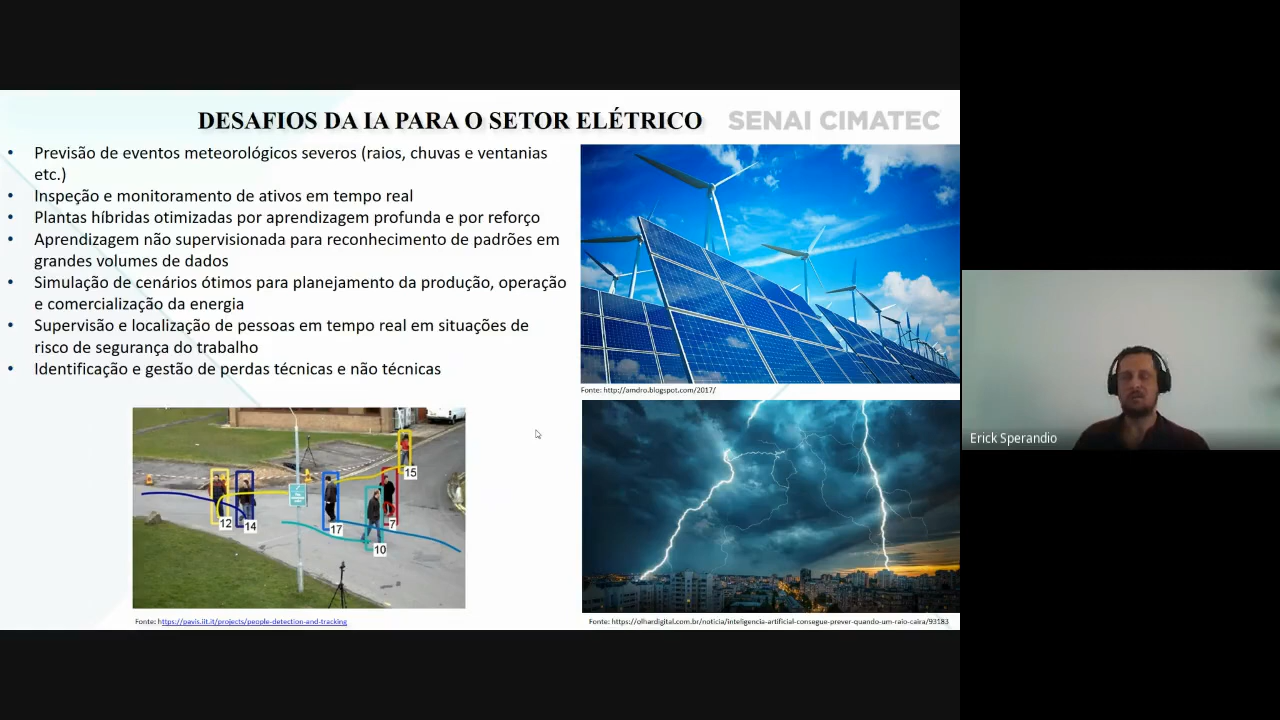 DESAFIOS DA IA PARA O SETOR ELÉTRICO
SENAI CIMATEC
• Previsão de eventos meteorológicos severos (raios, chuvas e ventanias
etc.)
• Inspeção e monitoramento de ativos em tempo real
• Plantas híbridas otimizadas por aprendizagem profunda e por reforço
• Aprendizagem não supervisionada para reconhecimento de padrões em
grandes volumes de dados
• Simulação de cenários ótimos para planejamento da produção, operação
e comercialização da energia
• Supervisão e localização de pessoas em tempo real em situações de
risco de segurança do trabalho
• Identificação e gestão de perdas técnicas e não técnicas
Fonte: http://amdro.blogspot.com/2017/
15
12
14
17
7
10
Fonte: https://pavis.iit.it/projects/people-detection-and-tracking
Fonte: https://olhardigital.com.br/noticia/inteligencia-artificial-consegue-prever-quando-um-raio-caira/93183
Erick Sperandio